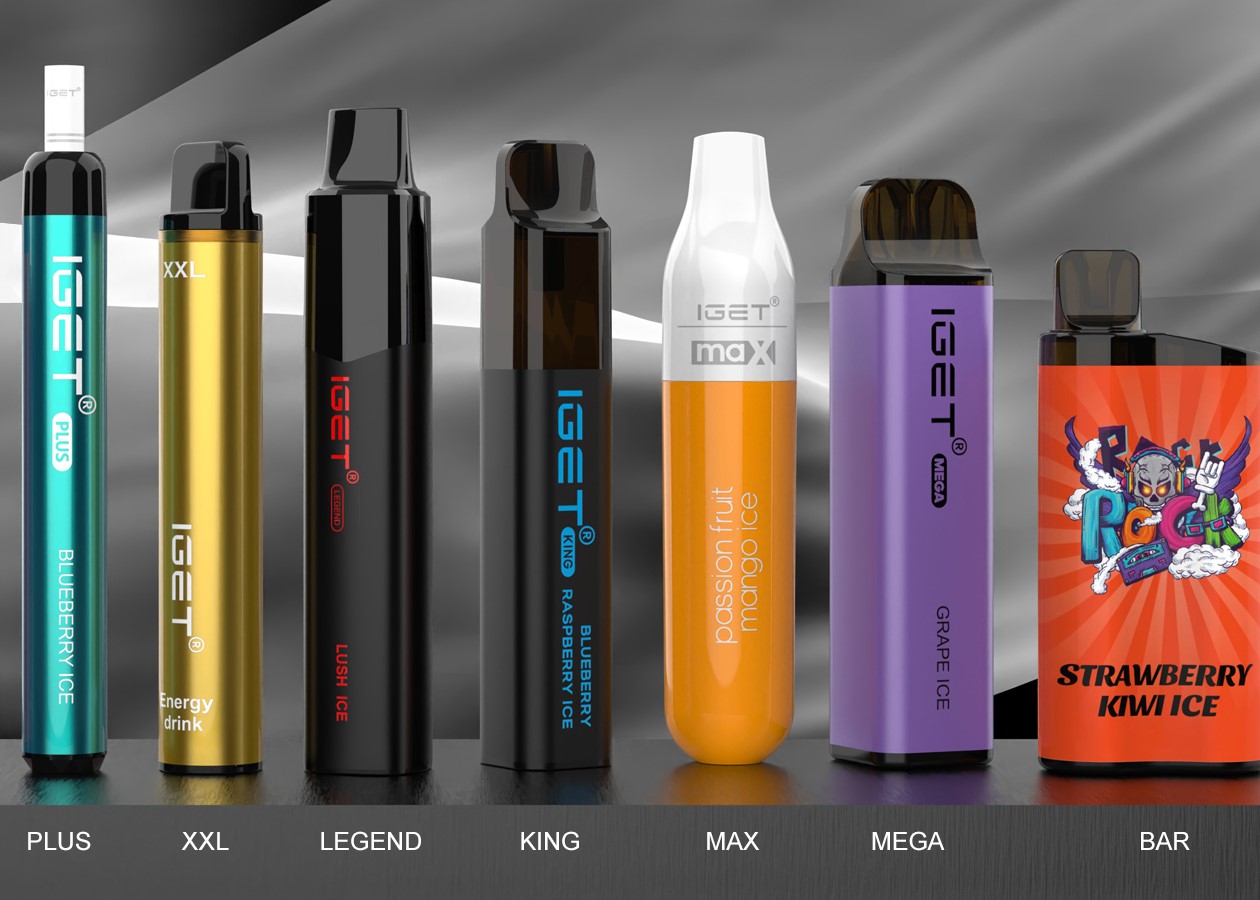 IGET®
IGET®
PLUS
BLUEBERRY ICE
XXL
IGET®
Energy
drink
IGET®
LEGEND
LUSH ICE
IGET®
KING
BLUEBERRY
RASPBERRY ICE
IGET®
max
passion fruit
mango ice
IGET®
MEGA
GRAPE ICE
ROCK
ROCK
STRAWBERRY
KIWI ICE
PLUS
XXL
LEGEND
KING
MAX
MEGA
BAR